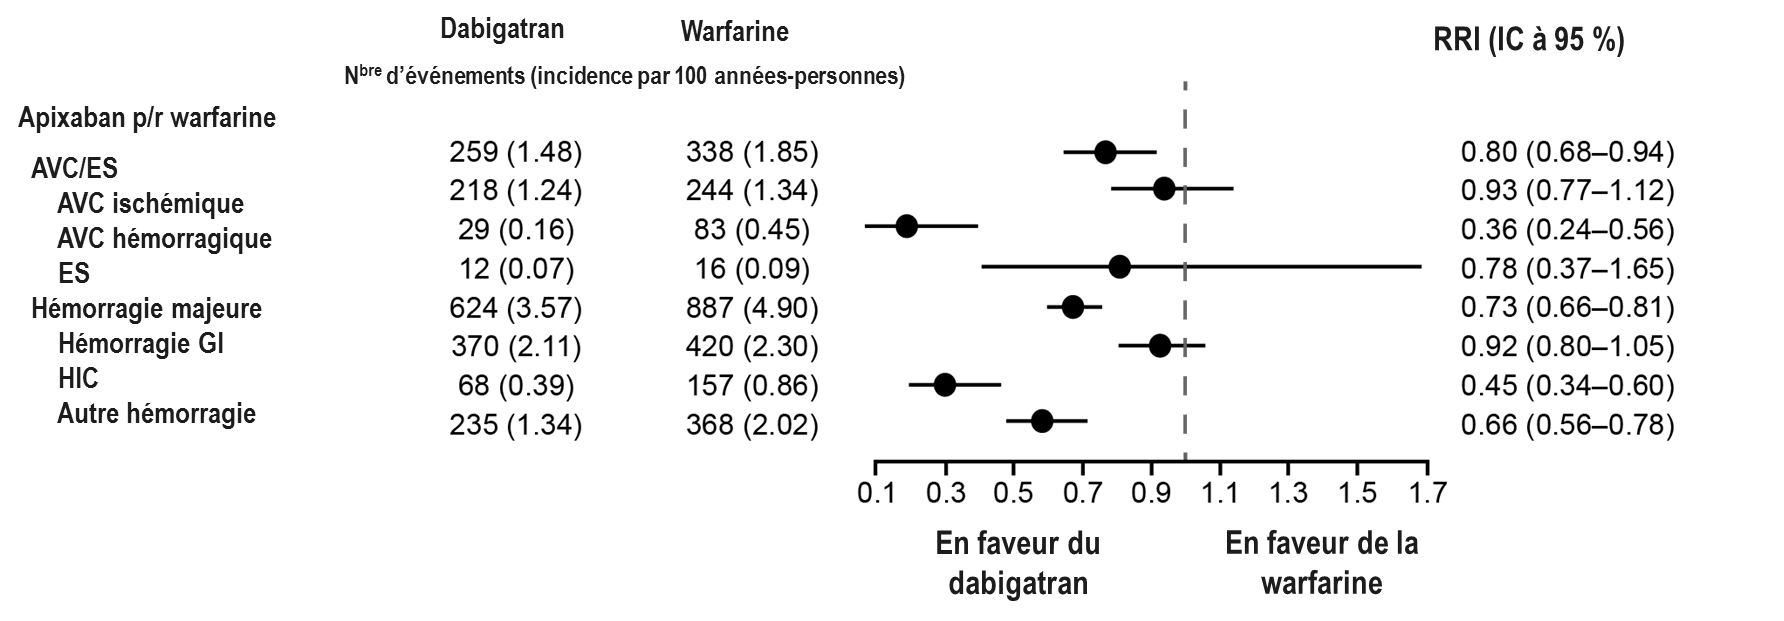 Dabigatran Warfarine RRI (IC à 95 %)
Nbre d’événements (incidence par 100 années-personnes)
Apixaban p/r warfarine
AVC/ES 259 (1.48) 338 (1.85) 0.80 (0.68–0.94)
AVC ischémique 218 (1.24) 244 (1.34) 0.93 (0.77–1.12)
AVC hémorragique 29 (0.16) 83 (0.45) 0.36 (0.24–0.56)
ES 12 (0.07) 16 (0.09) 0.78 (0.37–1.65)
Hémorragie majeure 624 (3.57) 887 (4.90) 0.73 (0.66–0.81)
Hémorragie GI 370 (2.11) 420 (2.30) 0.92 (0.80–1.05)
HIC 68 (0.39) 157 (0.86) 0.45 (0.34–0.60)
Autre hémorragie 235 (1.34) 368 (2.02) 0.66 (0.56–0.78)
0.1 0.3 0.5 0.7 0.9 1.1 1.3 1.5 1.7
En faveur du En faveur de la
dabigatran warfarine